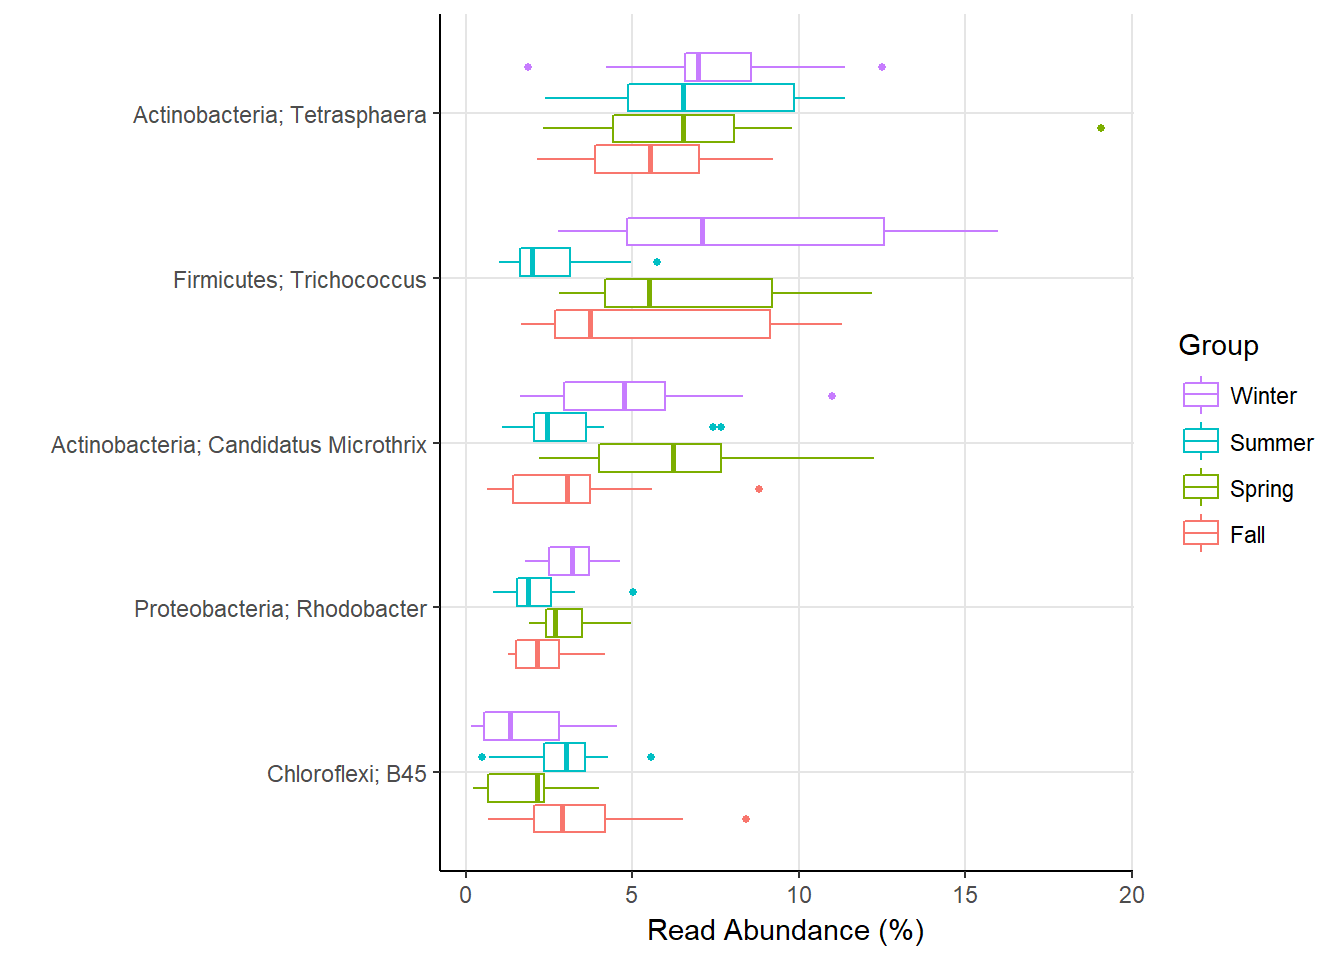 Actinobacteria; Tetrasphaera
Firmicutes; Trichococcus
Actinobacteria; Candidatus Microthrix
Proteobacteria; Rhodobacter
Chloroflexi; B45
0 5 10 15 20
Read Abundance (%)
Group
Winter
Summer
Spring
Fall